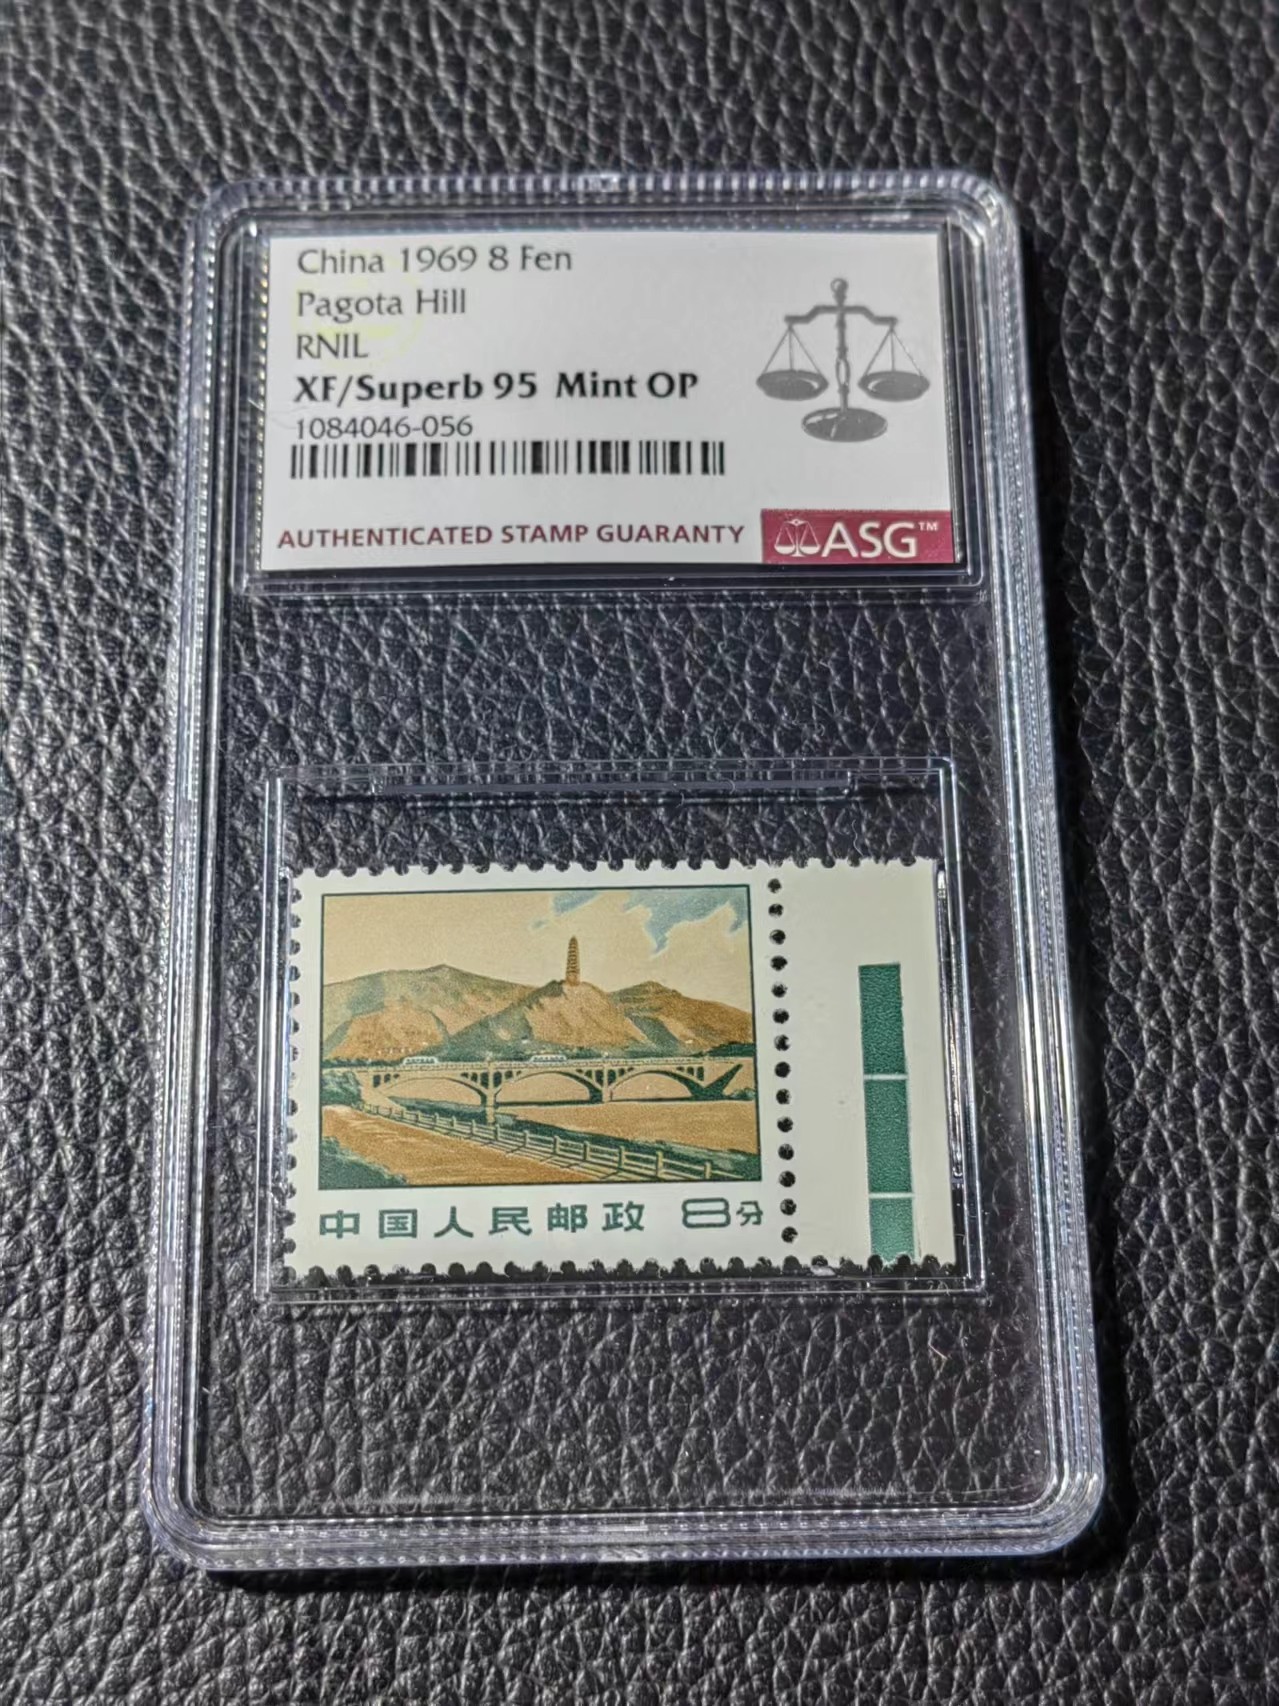 China 1969 8 Fen
Pagota Hill
RNIL
XF/Superb 95 Mint OP
1084046-056
AUTHENTICATED STAMP GUARANTY
ASG™
中国人民邮政 8分